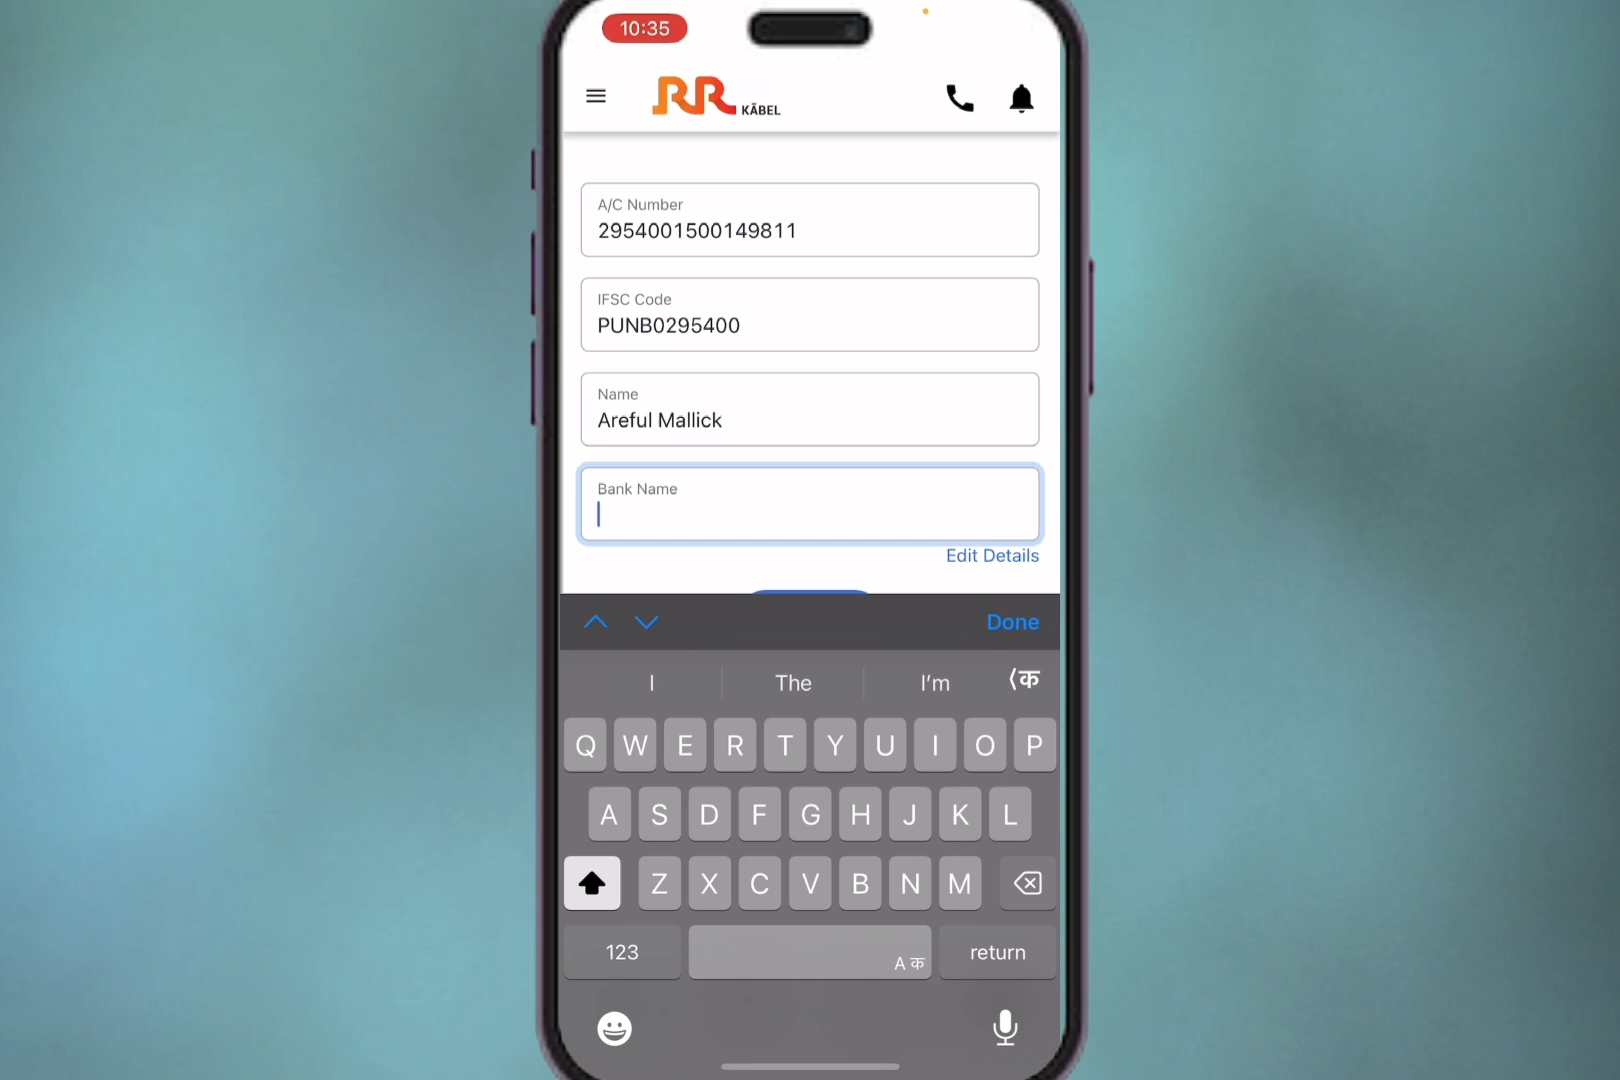 10:35
RR KĀBEL
A/C Number
2954001500149811
IFSC Code
PUNB0295400
Name
Areful Mallick
Bank Name
Edit Details
Done
I The I'm ⟨क
Q W E R T Y U I O P
A S D F G H J K L
Z X C V B N M
123 A क return